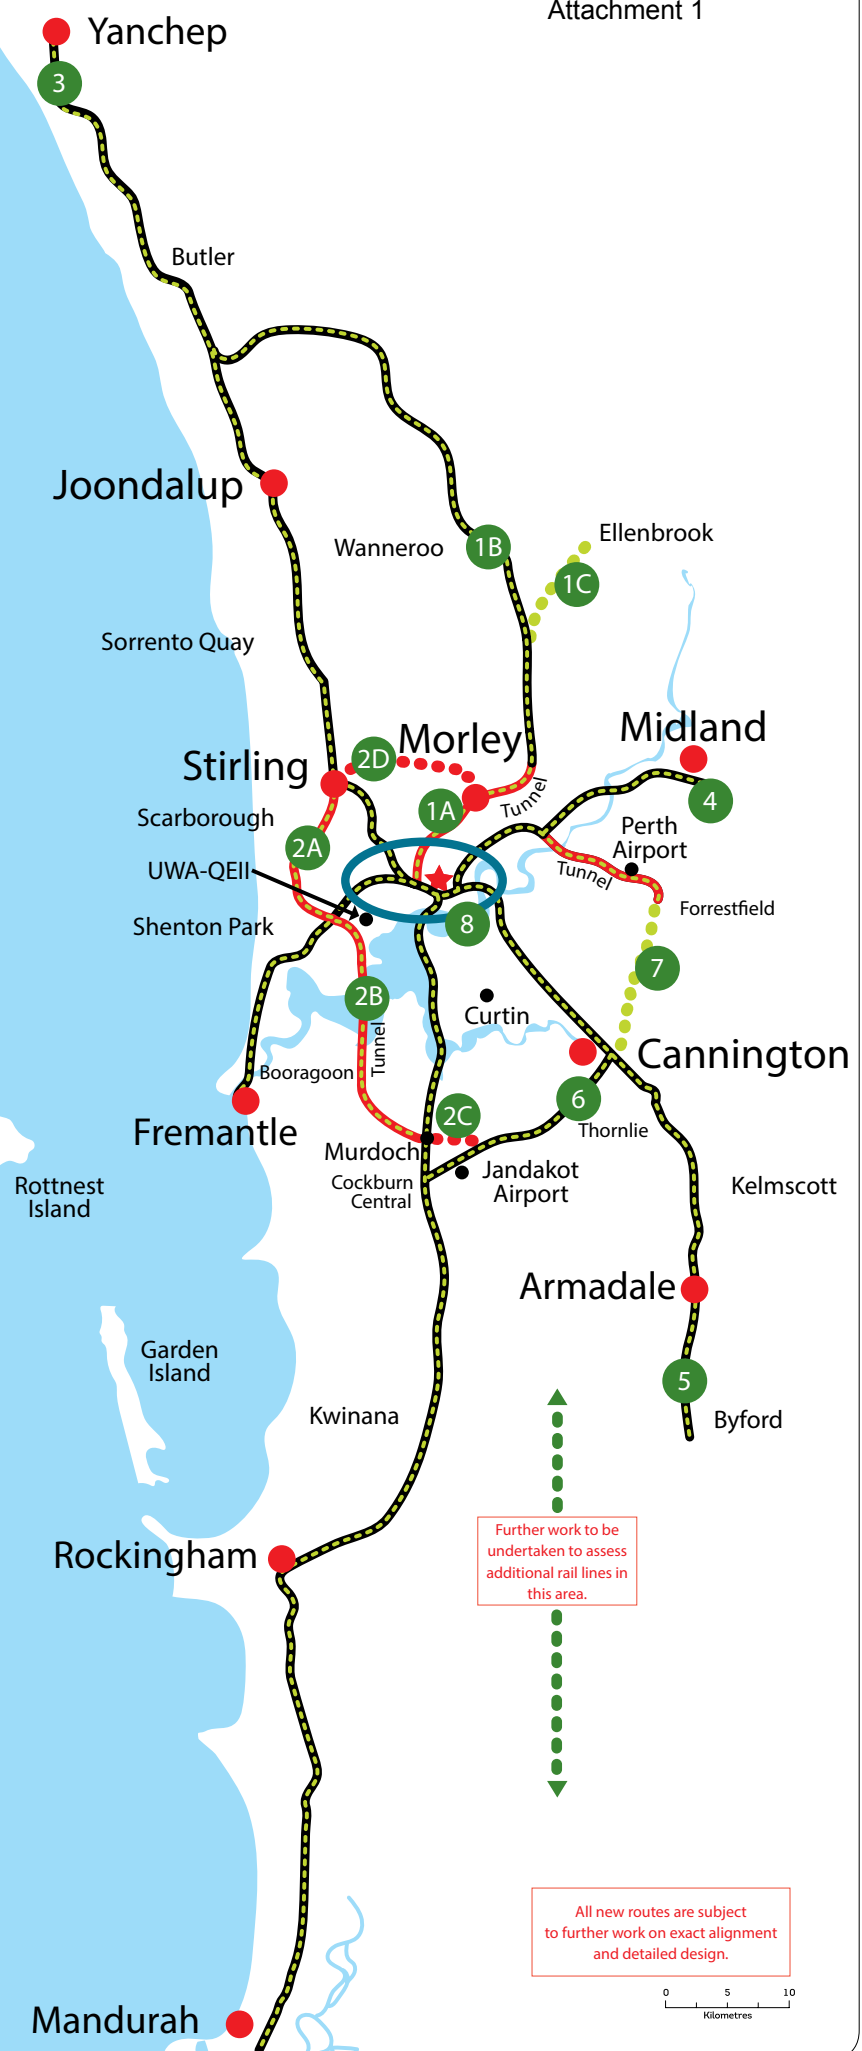 Attachment 1
Yanchep
3
Butler
Joondalup
Wanneroo
1B
Ellenbrook
1C
Sorrento Quay
Stirling
2D
Morley
Midland
Tunnel
4
Scarborough
1A
2A
Perth
Airport
UWA-QEII
Tunnel
Shenton Park
8
Forrestfield
7
2B
Curtin
Tunnel
Booragoon
Cannington
Fremantle
6
2C
Thornlie
Murdoch
Cockburn
Central
Jandakot
Airport
Rottnest
Island
Kelmscott
Armadale
Garden
Island
5
Kwinana
Byford
Further work to be
undertaken to assess
additional rail lines in
this area.
Rockingham
All new routes are subject
to further work on exact alignment
and detailed design.
0 5 10
Kilometres
Mandurah